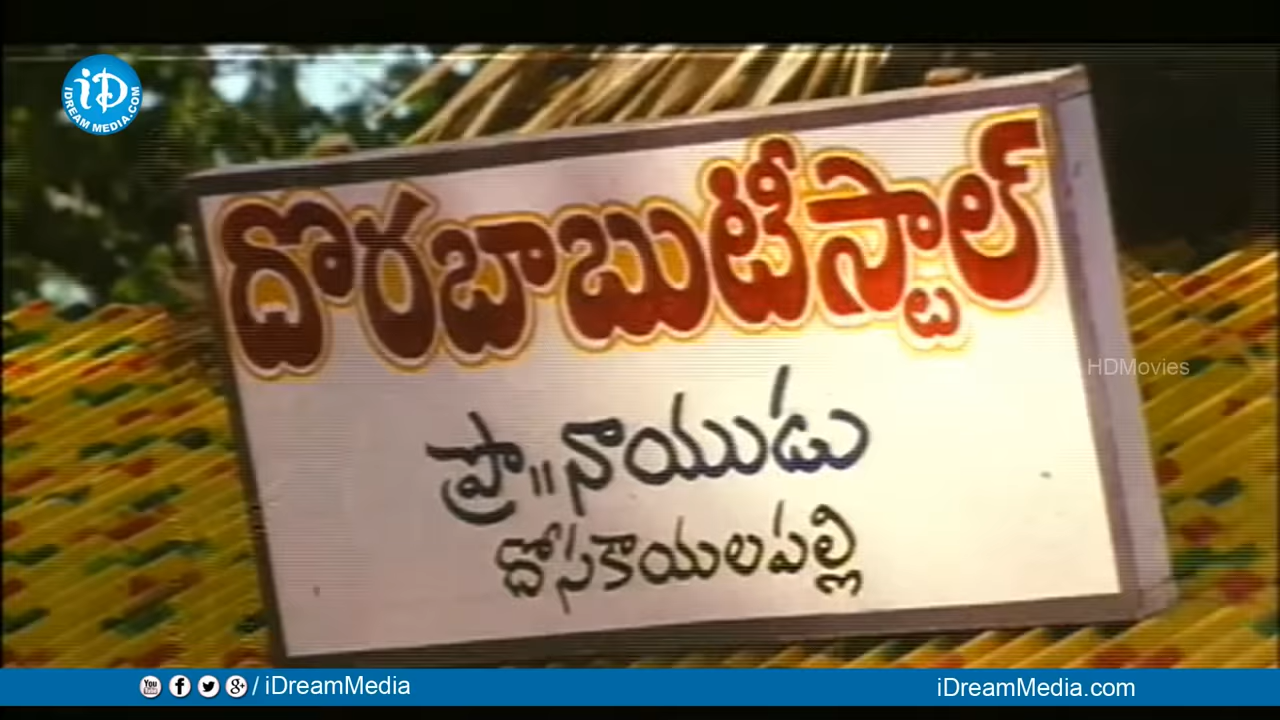 iD
IDREAM MEDIA.COM
దొరబాబు టీస్టాల్
ప్రొ॥ నాయుడు
దోసకాయలపల్లి
HDMovies
/ iDreamMedia
iDreamMedia.com